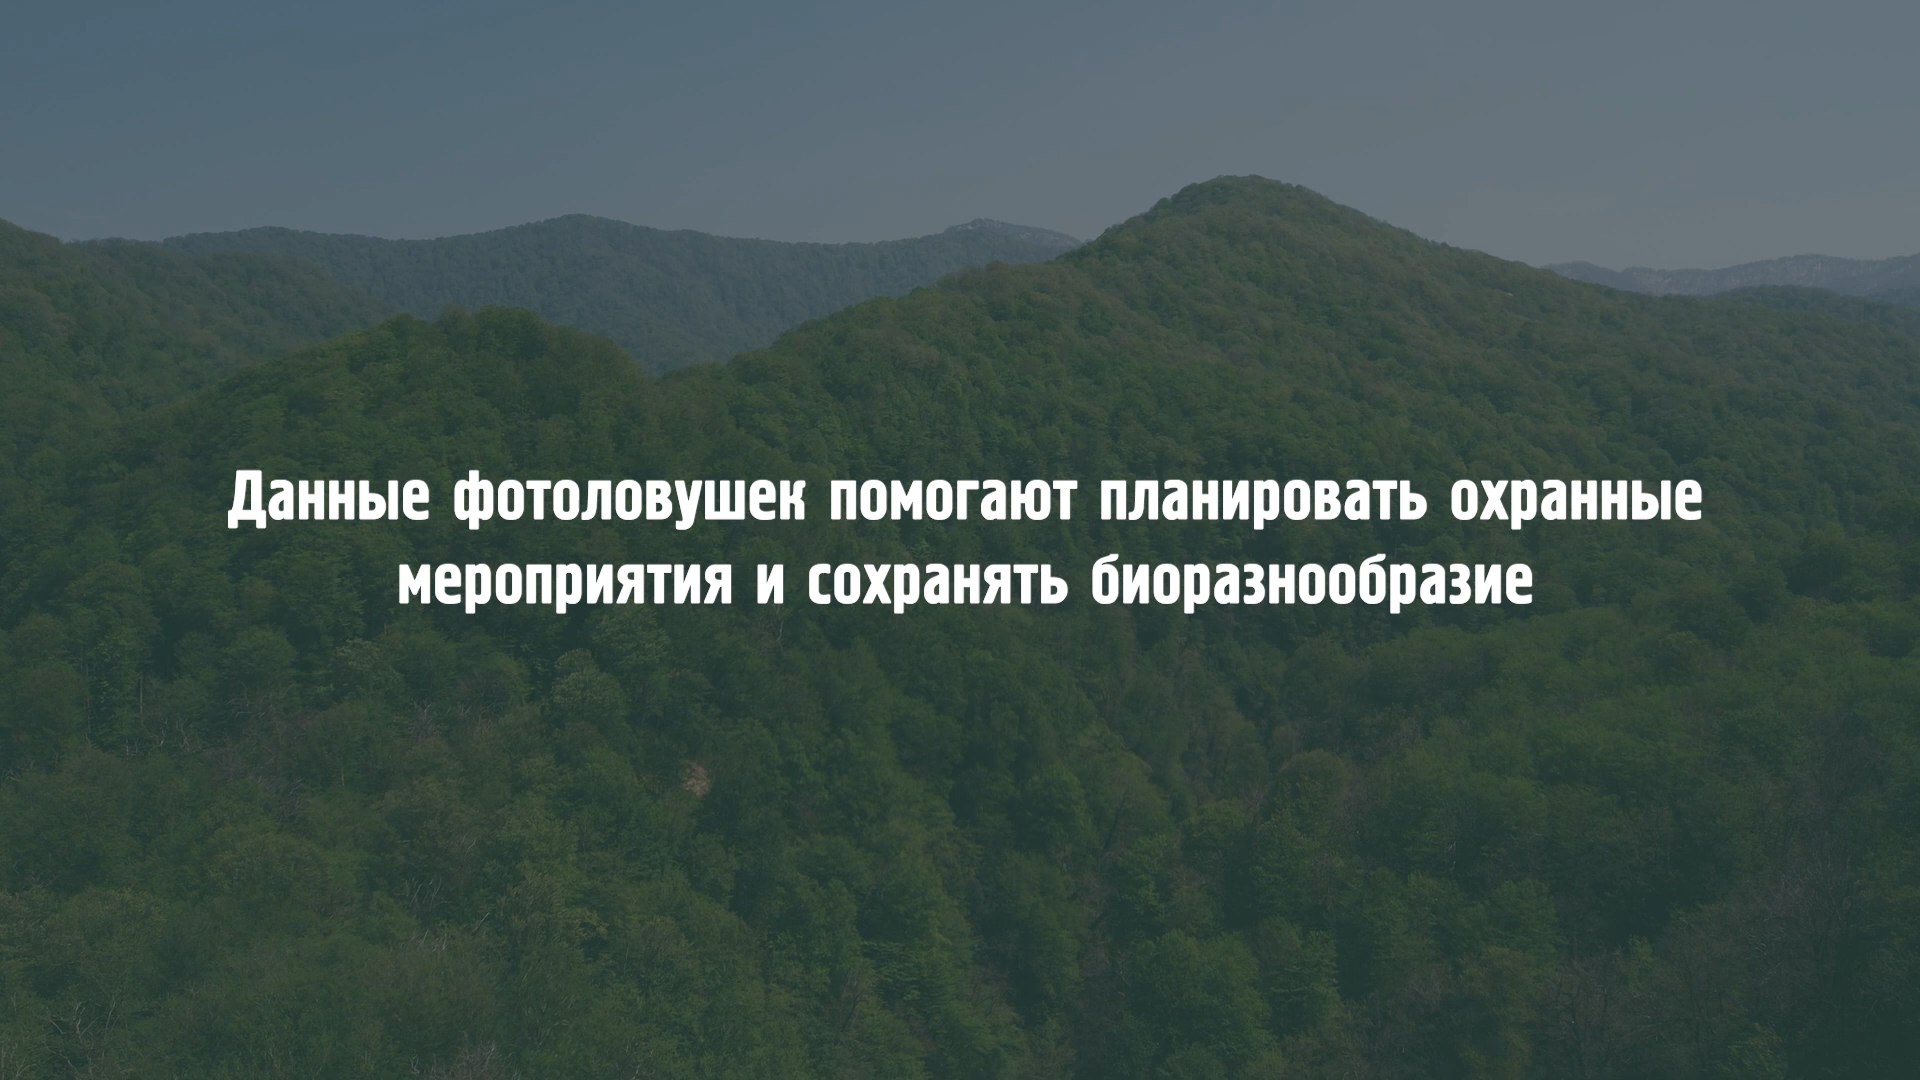 Данные фотоловушек помогают планировать охранные
мероприятия и сохранять биоразнообразие